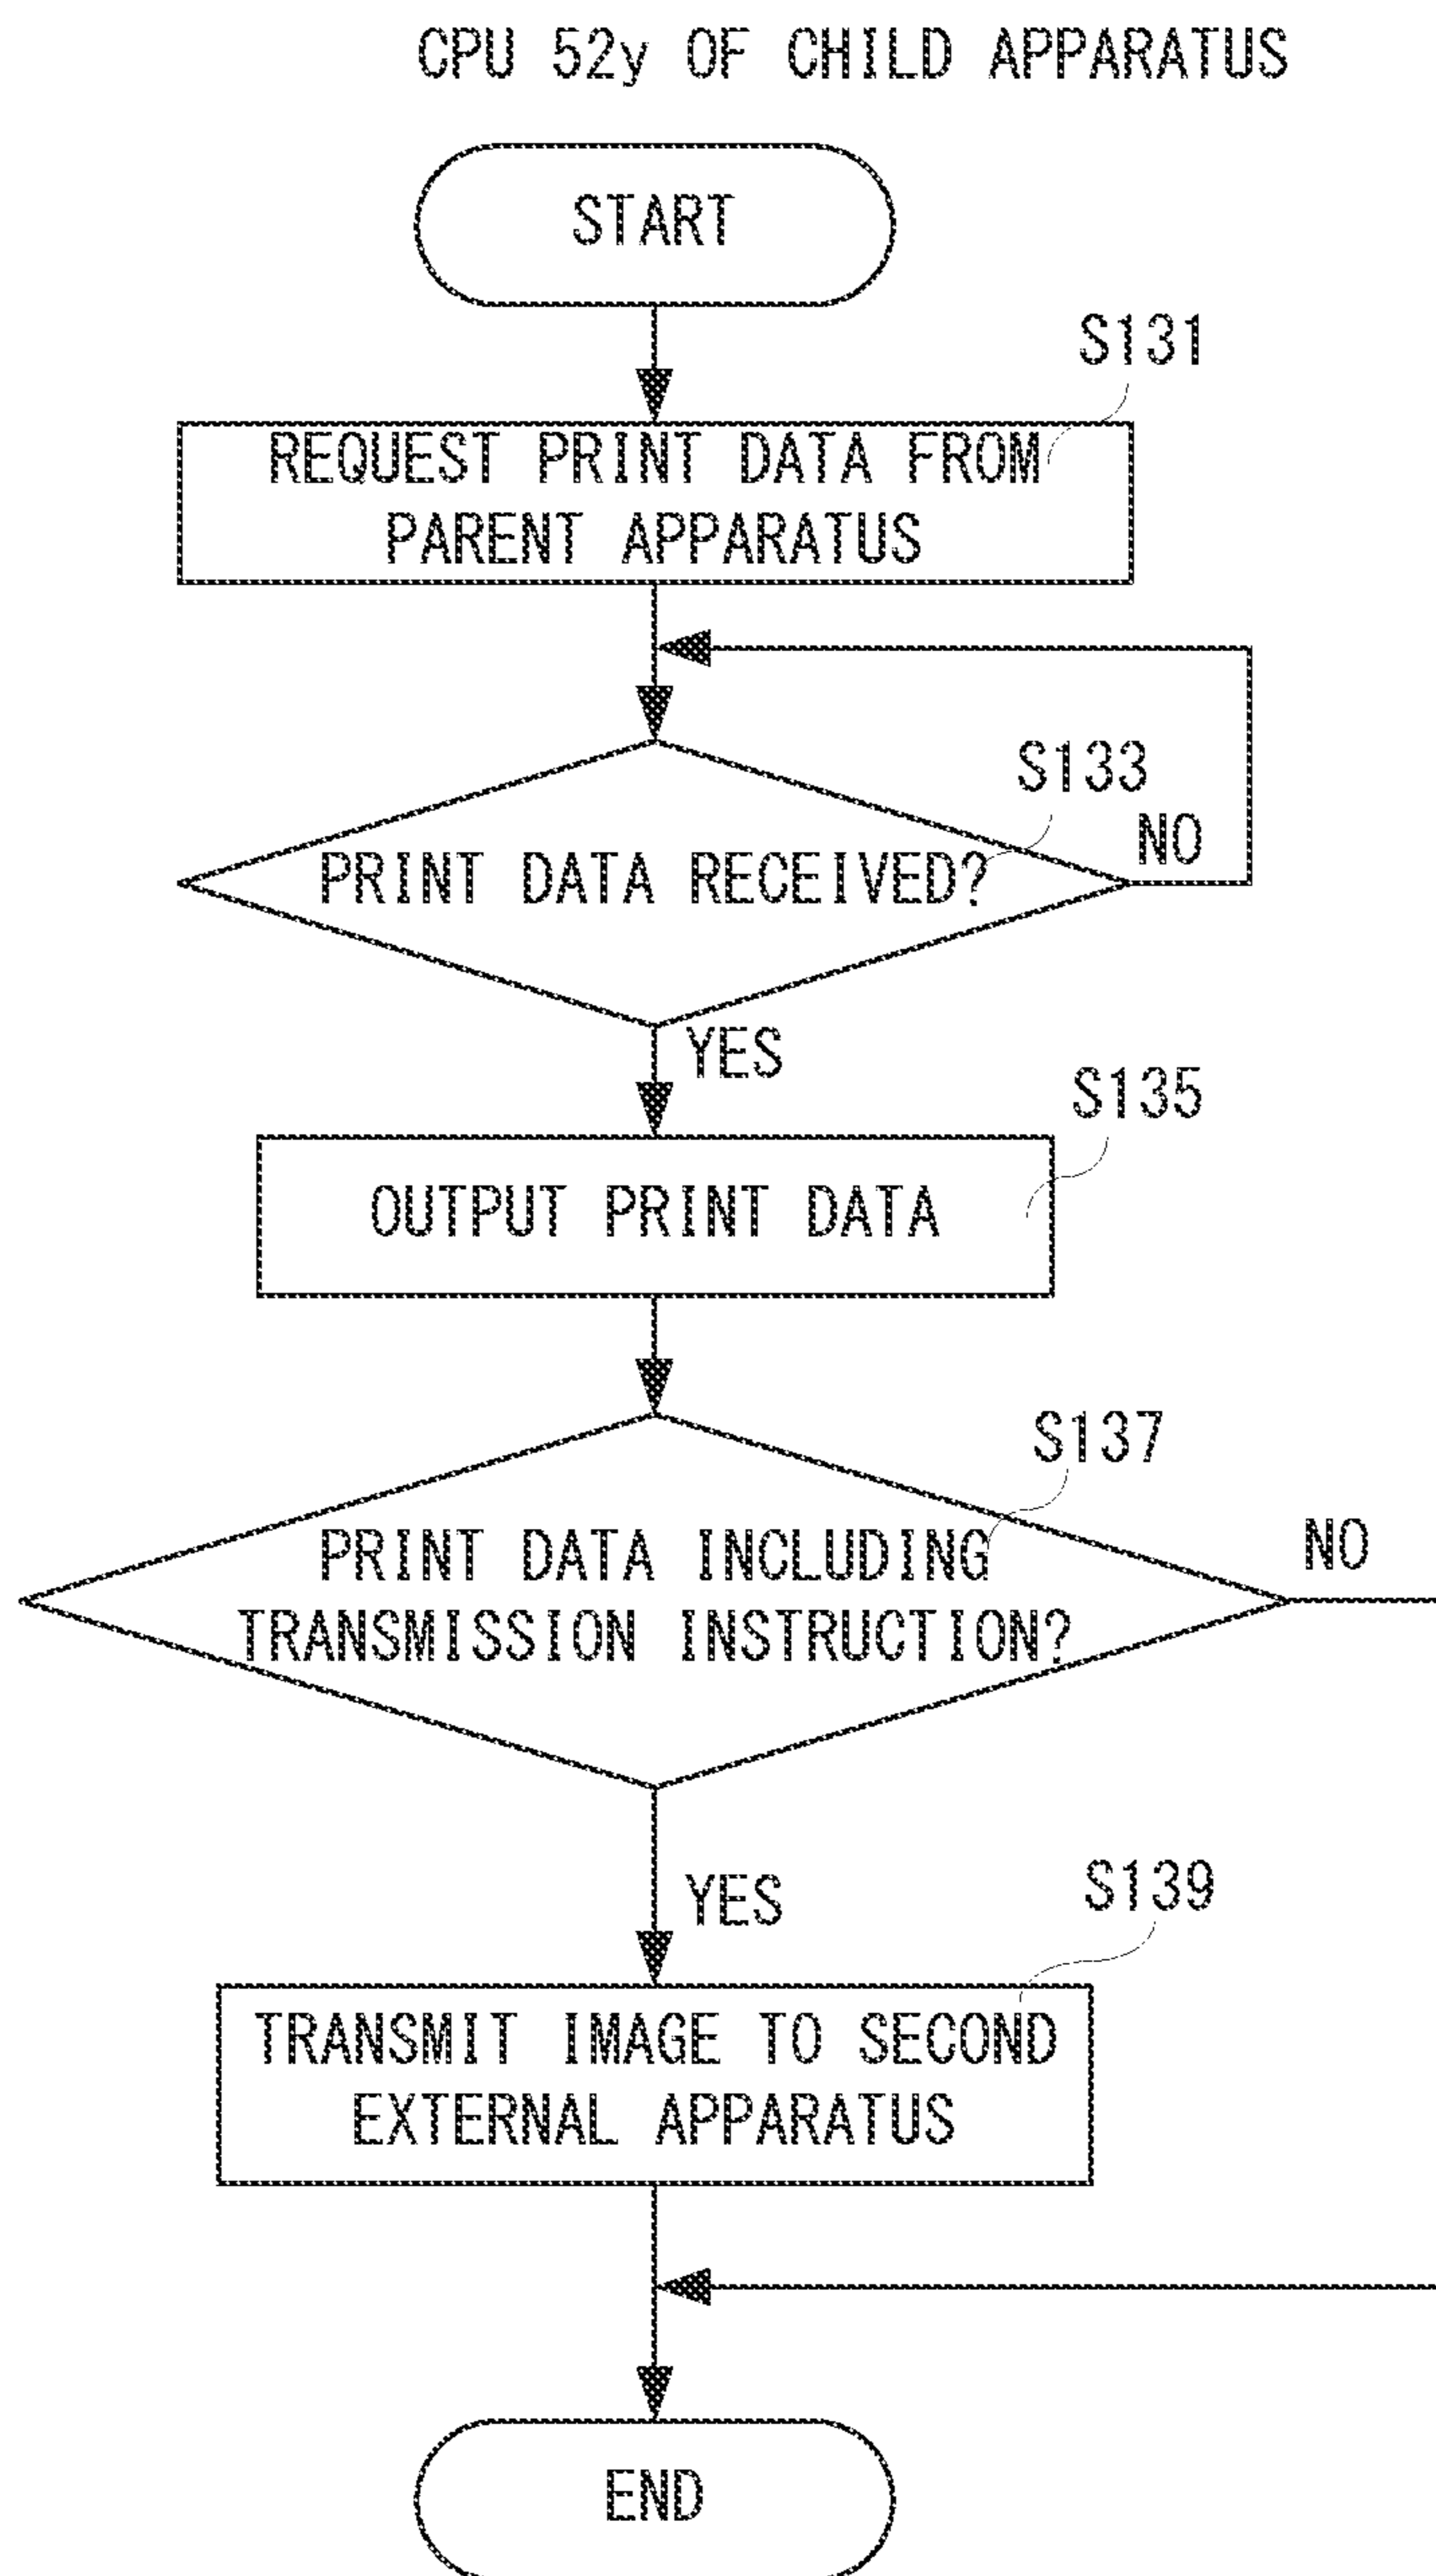 CPU 52y OF CHILD APPARATUS
START
S131
REQUEST PRINT DATA FROM
PARENT APPARATUS
S133
NO
PRINT DATA RECEIVED?
YES
S135
OUTPUT PRINT DATA
S137
NO
PRINT DATA INCLUDING
TRANSMISSION INSTRUCTION?
YES
S139
TRANSMIT IMAGE TO SECOND
EXTERNAL APPARATUS
END